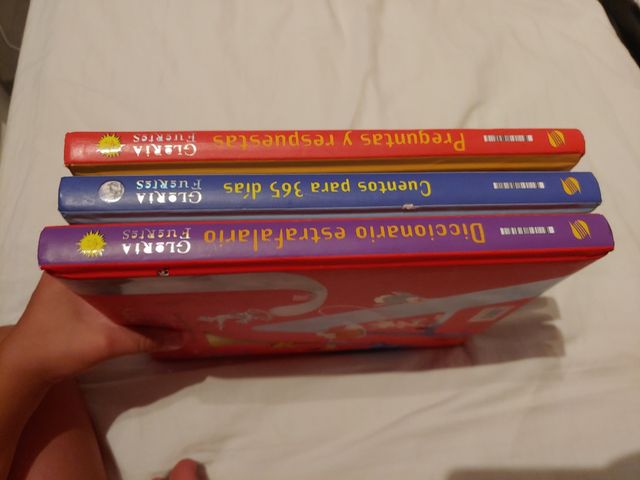 GLORIA
FUERTES
Preguntas y respuestas
GLORIA
FUERTES
Cuentos para 365 días
GLORIA
FUERTES
Diccionario estrafalario